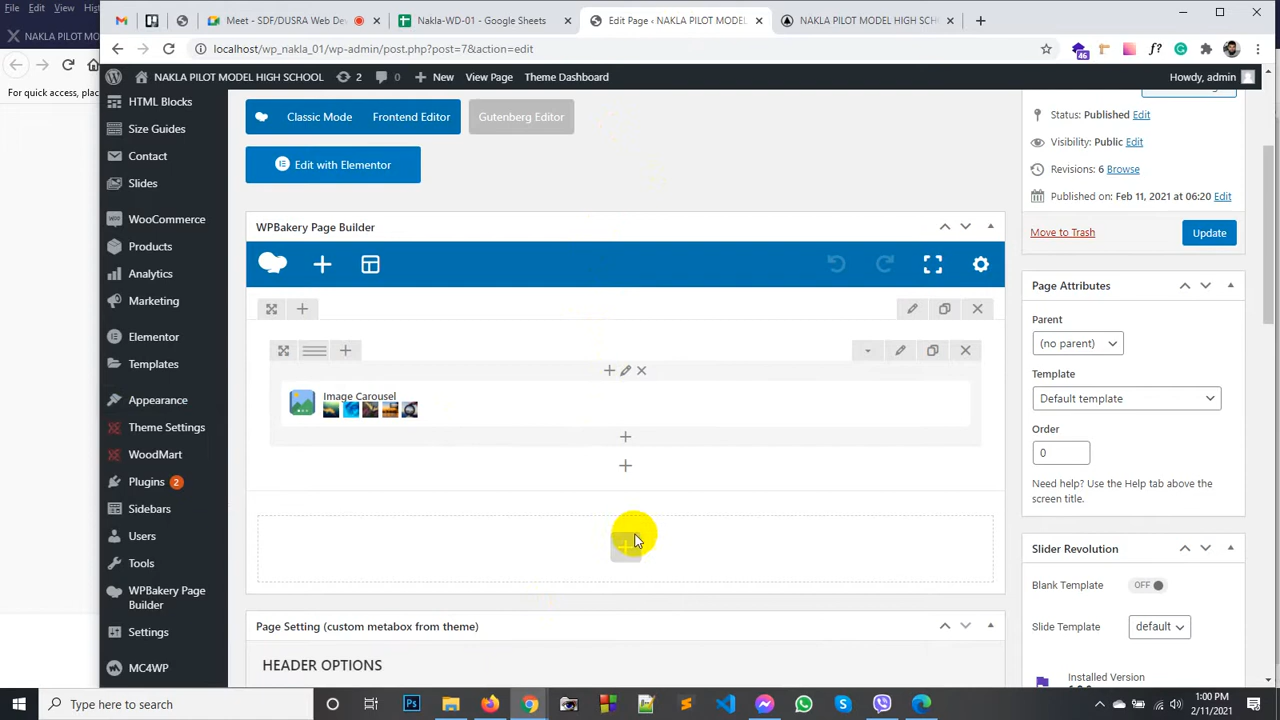 File Edit View Hist
Meet - SDF/DUSRA Web De
Nakla-WD-01 - Google Sheets
Edit Page ‹ NAKLA PILOT MODEL
NAKLA PILOT MODEL HIGH SCH
NAKLA PILOT MO
localhost/wp_nakla_01/wp-admin/post.php?post=7&action=edit
46
For quick access, plac
NAKLA PILOT MODEL HIGH SCHOOL
2
0
New
View Page
Theme Dashboard
Howdy, admin
HTML Blocks
Size Guides
Contact
Slides
WooCommerce
Products
Analytics
Marketing
Elementor
Templates
Appearance
Theme Settings
WoodMart
Plugins 2
Sidebars
Users
Tools
WPBakery Page
Builder
Settings
MC4WP
Classic Mode
Frontend Editor
Gutenberg Editor
Edit with Elementor
WPBakery Page Builder
Image Carousel
Page Setting (custom metabox from theme)
HEADER OPTIONS
Status: Published Edit
Visibility: Public Edit
Revisions: 6 Browse
Published on: Feb 11, 2021 at 06:20 Edit
Move to Trash
Update
Page Attributes
Parent
(no parent)
Template
Default template
Order
0
Need help? Use the Help tab above the
screen title.
Slider Revolution
Blank Template
OFF
Slide Template
default
Installed Version
Type here to search
Ps
1:00 PM
2/11/2021